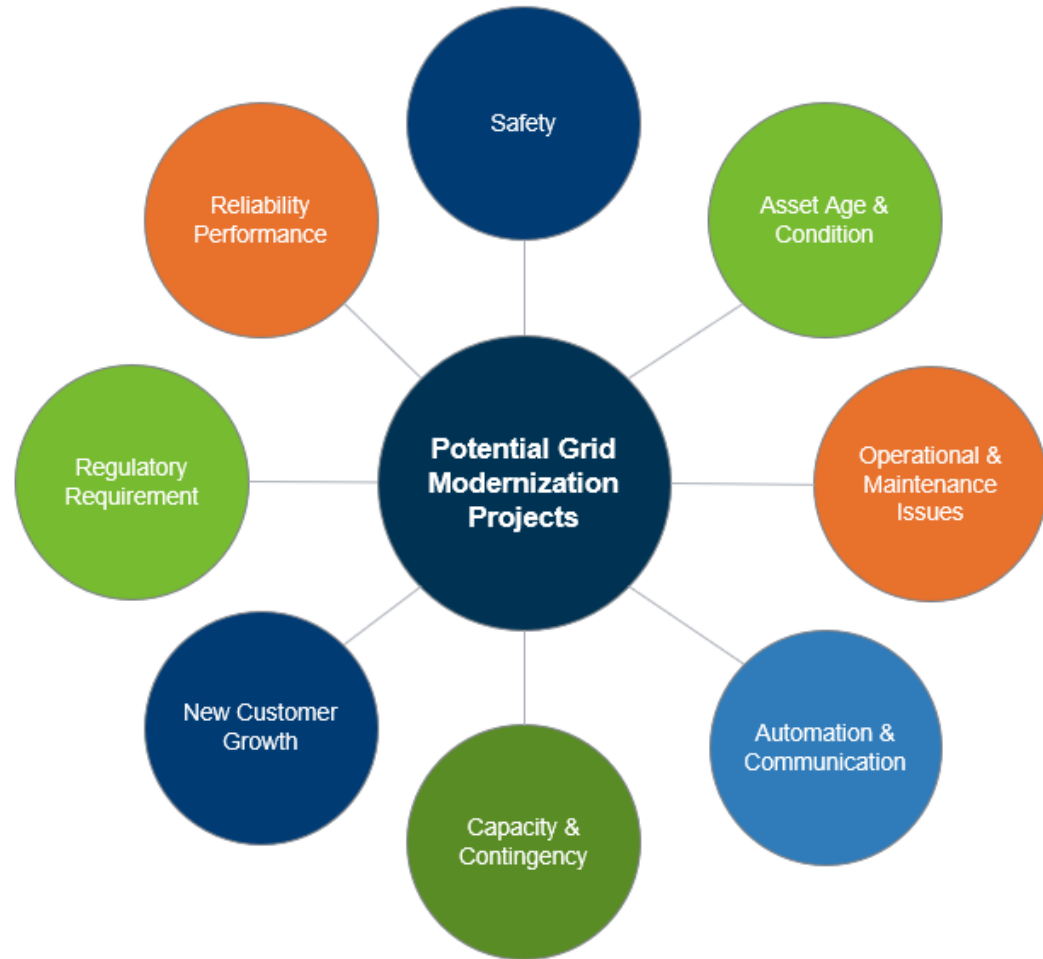 Safety
Reliability
Performance
Asset Age &
Condition
Regulatory
Requirement
Potential Grid
Modernization
Projects
Operational &
Maintenance
Issues
New Customer
Growth
Automation &
Communication
Capacity &
Contingency